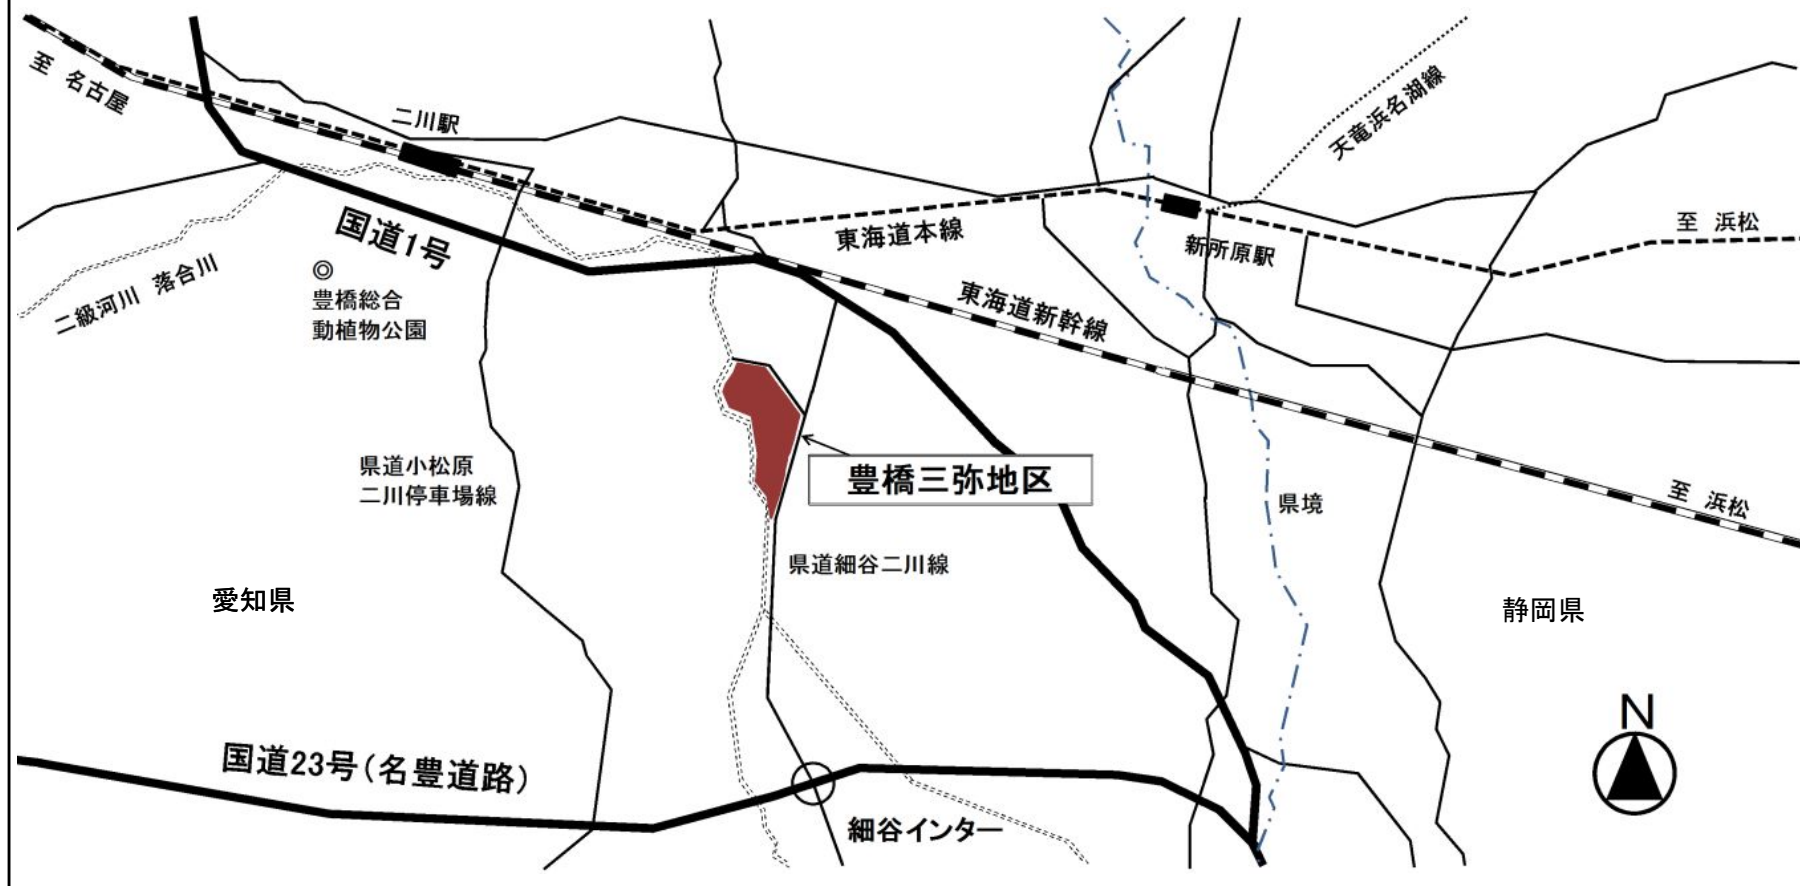 至 名古屋
二川駅
天竜浜名湖線
国道1号
東海道本線
新所原駅
至 浜松
二級河川 落合川
豊橋総合
動植物公園
東海道新幹線
県道小松原
二川停車場線
豊橋三弥地区
県境
至 浜松
県道細谷二川線
愛知県
静岡県
N
国道23号(名豊道路)
細谷インター